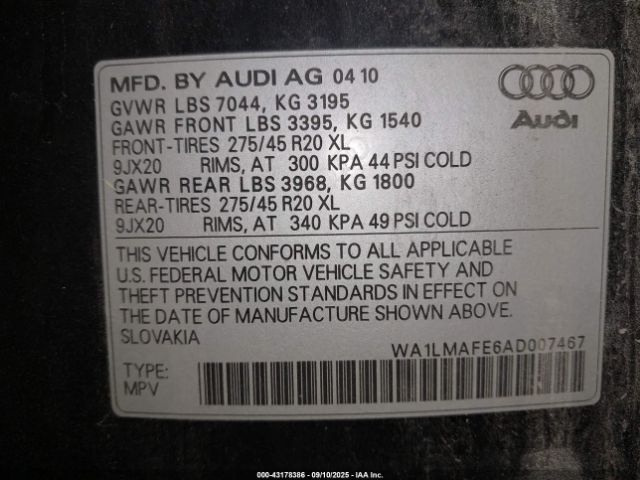 MFD. BY AUDI AG 04 10
GVWR LBS 7044, KG 3195
GAWR FRONT LBS 3395, KG 1540
FRONT-TIRES 275/45 R20 XL
9JX20 RIMS, AT 300 KPA 44 PSI COLD
GAWR REAR LBS 3968, KG 1800
REAR-TIRES 275/45 R20 XL
9JX20 RIMS, AT 340 KPA 49 PSI COLD
Audi
THIS VEHICLE CONFORMS TO ALL APPLICABLE
U.S. FEDERAL MOTOR VEHICLE SAFETY AND
THEFT PREVENTION STANDARDS IN EFFECT ON
THE DATE OF MANUFACTURE SHOWN ABOVE.
SLOVAKIA
WA1LMAFE6AD007467
TYPE:
MPV
000-43178386 - 09/10/2025 - IAA Inc.